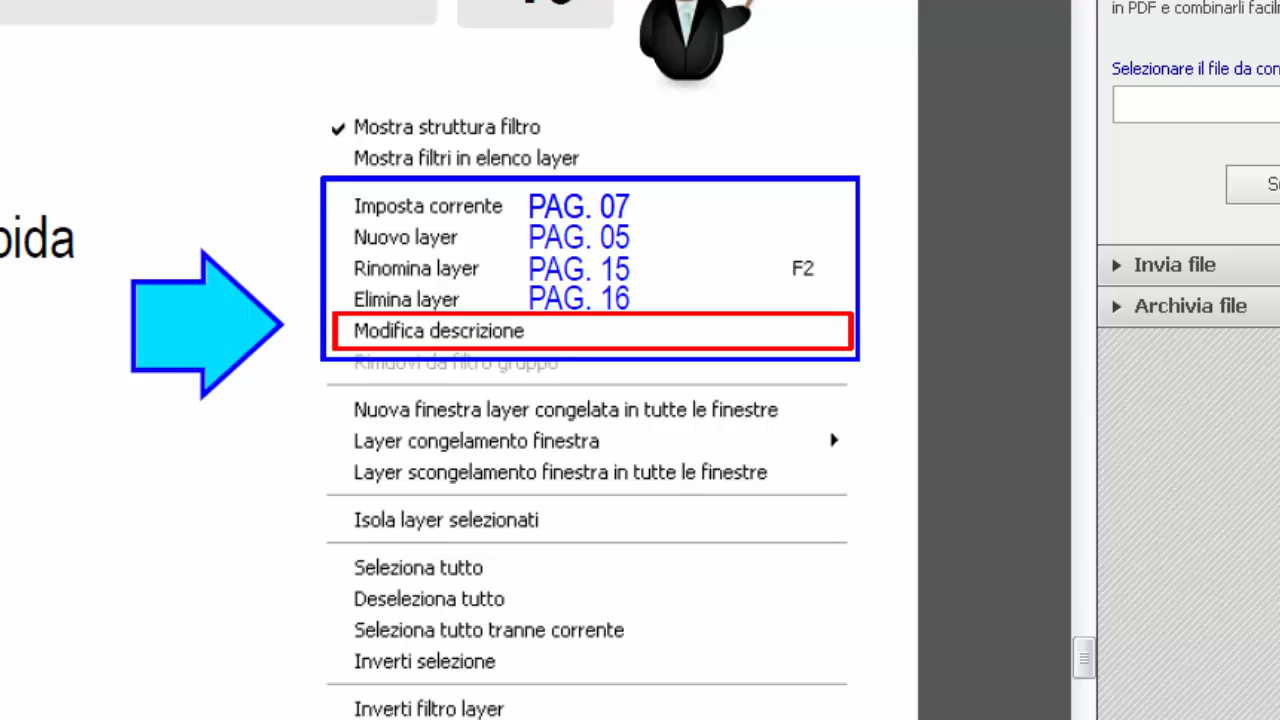 in PDF e combinarli
Selezionare il file da
Mostra struttura filtro
Mostra filtri in elenco layer
Imposta corrente PAG. 07
Nuovo layer PAG. 05
Rinomina layer PAG. 15 F2
Elimina layer PAG. 16
Modifica descrizione
Rimuovi da filtro gruppo
Nuova finestra layer congelata in tutte le finestre
Layer congelamento finestra
Layer scongelamento finestra in tutte le finestre
Isola layer selezionati
Seleziona tutto
Deseleziona tutto
Seleziona tutto tranne corrente
Inverti selezione
Inverti filtro layer
Invia file
Archivia file